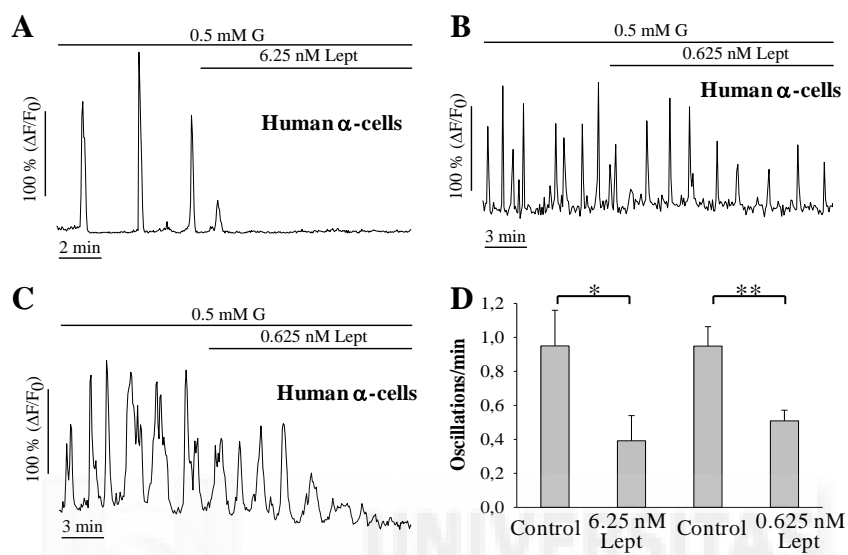 A
0.5 mM G
6.25 nM Lept
Human α-cells
100 % (ΔF/F0)
2 min
B
0.5 mM G
0.625 nM Lept
Human α-cells
100 % (ΔF/F0)
3 min
C
0.5 mM G
0.625 nM Lept
Human α-cells
100 % (ΔF/F0)
3 min
D
* **
Oscillations/min
1,2
1,0
0,8
0,6
0,4
0,2
0,0
Control 6.25 nM Control 0.625 nM
Lept Lept
UNIVERSITA